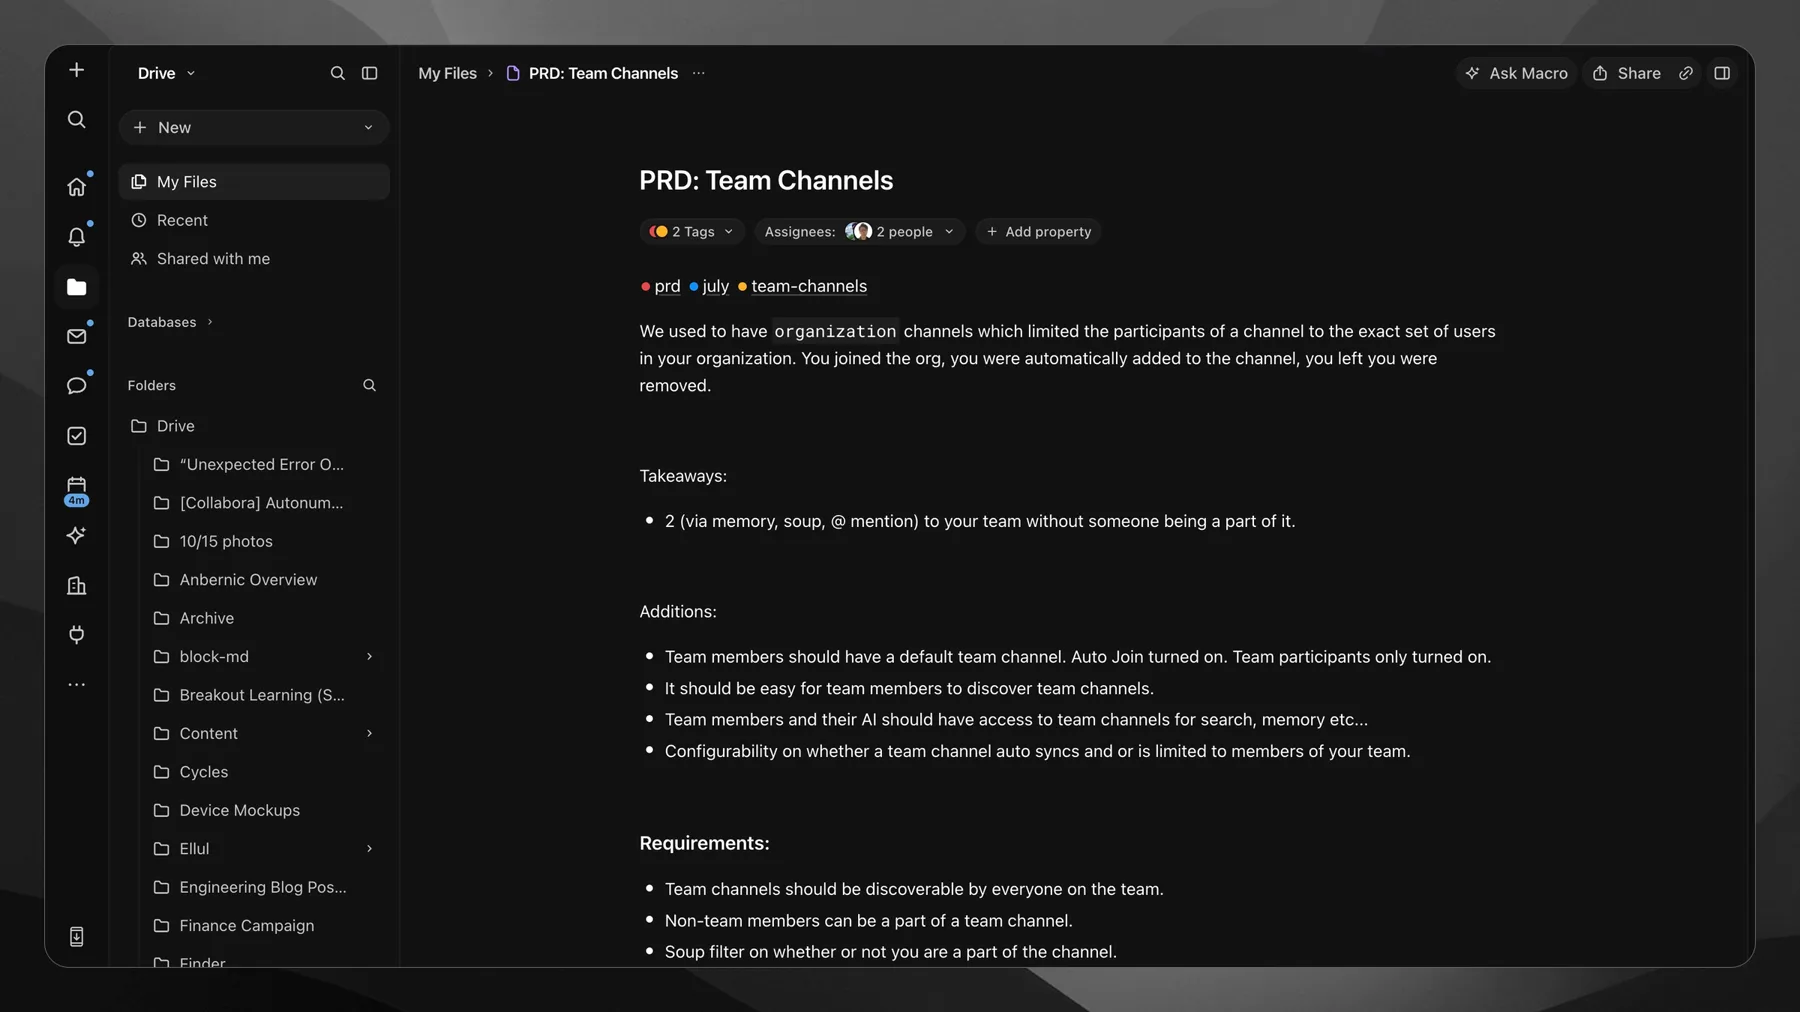 Drive
New
My Files
Recent
Shared with me
Databases
Folders
Drive
“Unexpected Error O...
[Collabora] Autonum...
10/15 photos
Anbernic Overview
Archive
block-md
Breakout Learning (S...
Content
Cycles
Device Mockups
Ellul
Engineering Blog Pos...
Finance Campaign
Finder
4m
My Files PRD: Team Channels ...
Ask Macro Share
PRD: Team Channels
2 Tags Assignees: 2 people Add property
prd july team-channels
We used to have organization channels which limited the participants of a channel to the exact set of users
in your organization. You joined the org, you were automatically added to the channel, you left you were
removed.
Takeaways:
• 2 (via memory, soup, @ mention) to your team without someone being a part of it.
Additions:
• Team members should have a default team channel. Auto Join turned on. Team participants only turned on.
• It should be easy for team members to discover team channels.
• Team members and their AI should have access to team channels for search, memory etc...
• Configurability on whether a team channel auto syncs and or is limited to members of your team.
Requirements:
• Team channels should be discoverable by everyone on the team.
• Non-team members can be a part of a team channel.
• Soup filter on whether or not you are a part of the channel.